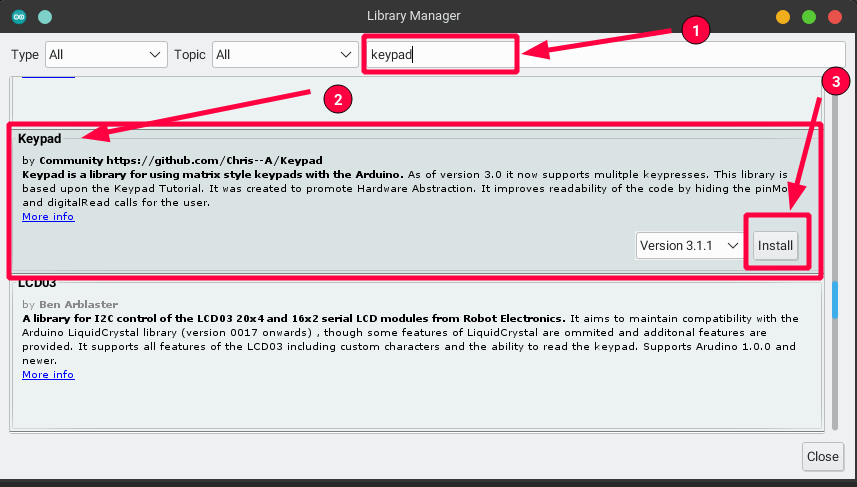 Library Manager
1
Type All Topic All keypad
3
2
Keypad
by Community https://github.com/Chris--A/Keypad
Keypad is a library for using matrix style keypads with the Arduino. As of version 3.0 it now supports mulitple keypresses. This library is
based upon the Keypad Tutorial. It was created to promote Hardware Abstraction. It improves readability of the code by hiding the pinMo
and digitalRead calls for the user.
More info
Version 3.1.1 Install
LCD03
by Ben Arblaster
A library for I2C control of the LCD03 20x4 and 16x2 serial LCD modules from Robot Electronics. It aims to maintain compatibility with the
Arduino LiquidCrystal library (version 0017 onwards) , though some features of LiquidCrystal are ommited and additonal features are
provided. It supports all features of the LCD03 including custom characters and the ability to read the keypad. Supports Arudino 1.0.0 and
newer.
More info
Close